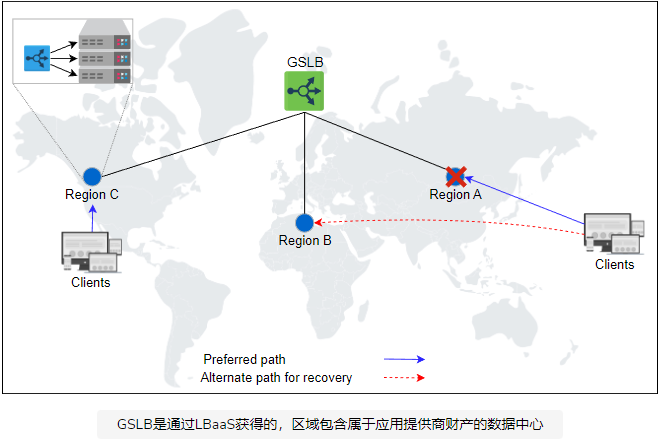 GSLB
Region C
Region A
Region B
Clients
Clients
Preferred path
Alternate path for recovery
GSLB是通过LBaaS获得的，区域包含属于应用提供商财产的数据中心